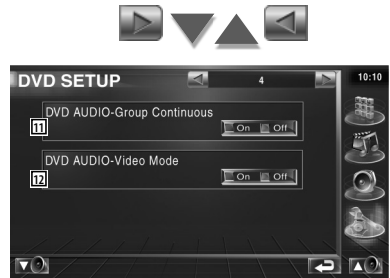 DVD SETUP 4 10:10
DVD AUDIO-Group Continuous
11 On Off
DVD AUDIO-Video Mode
12 On Off